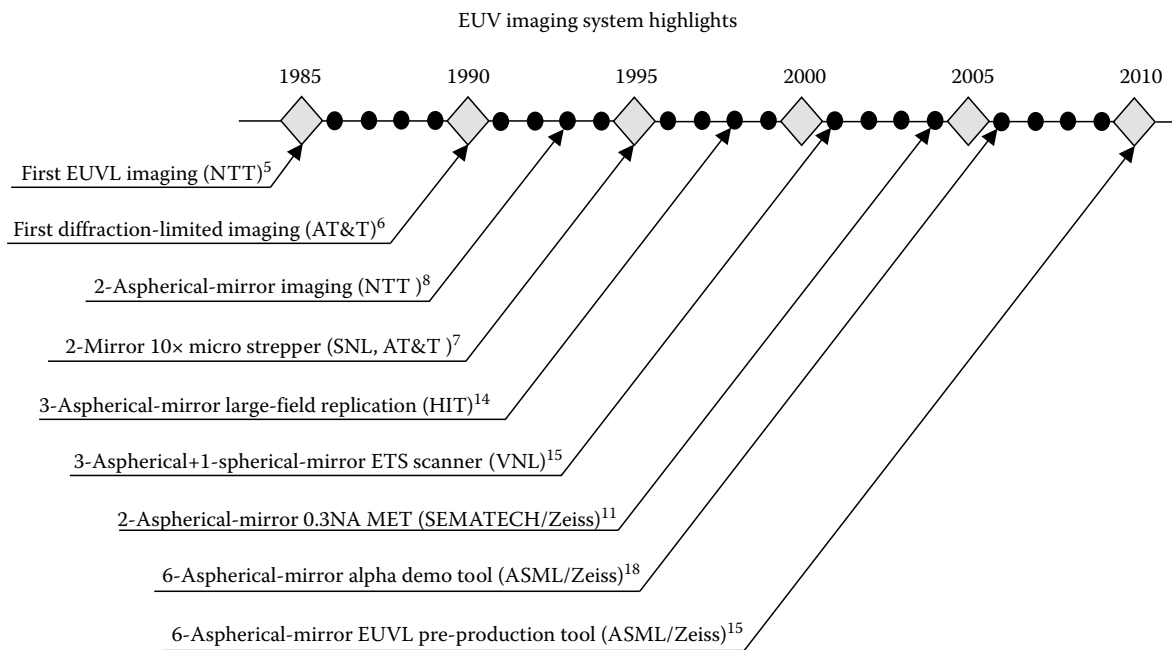 EUV imaging system highlights
1985 1990 1995 2000 2005 2010
First EUVL imaging (NTT)⁵
First diffraction-limited imaging (AT&T)⁶
2-Aspherical-mirror imaging (NTT )⁸
2-Mirror 10× micro strepper (SNL, AT&T )⁷
3-Aspherical-mirror large-field replication (HIT)¹⁴
3-Aspherical+1-spherical-mirror ETS scanner (VNL)¹⁵
2-Aspherical-mirror 0.3NA MET (SEMATECH/Zeiss)¹¹
6-Aspherical-mirror alpha demo tool (ASML/Zeiss)¹⁸
6-Aspherical-mirror EUVL pre-production tool (ASML/Zeiss)¹⁵